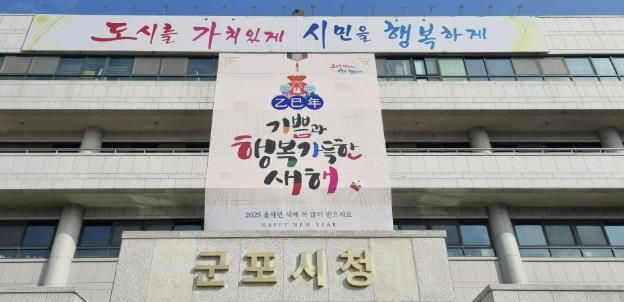 도시를 가치있게 시민을 행복하게
乙巳年
기쁨과
행복가득한
새해
2025 을사년 새해 복 많이 받으세요
HAPPY NEW YEAR
군포시청